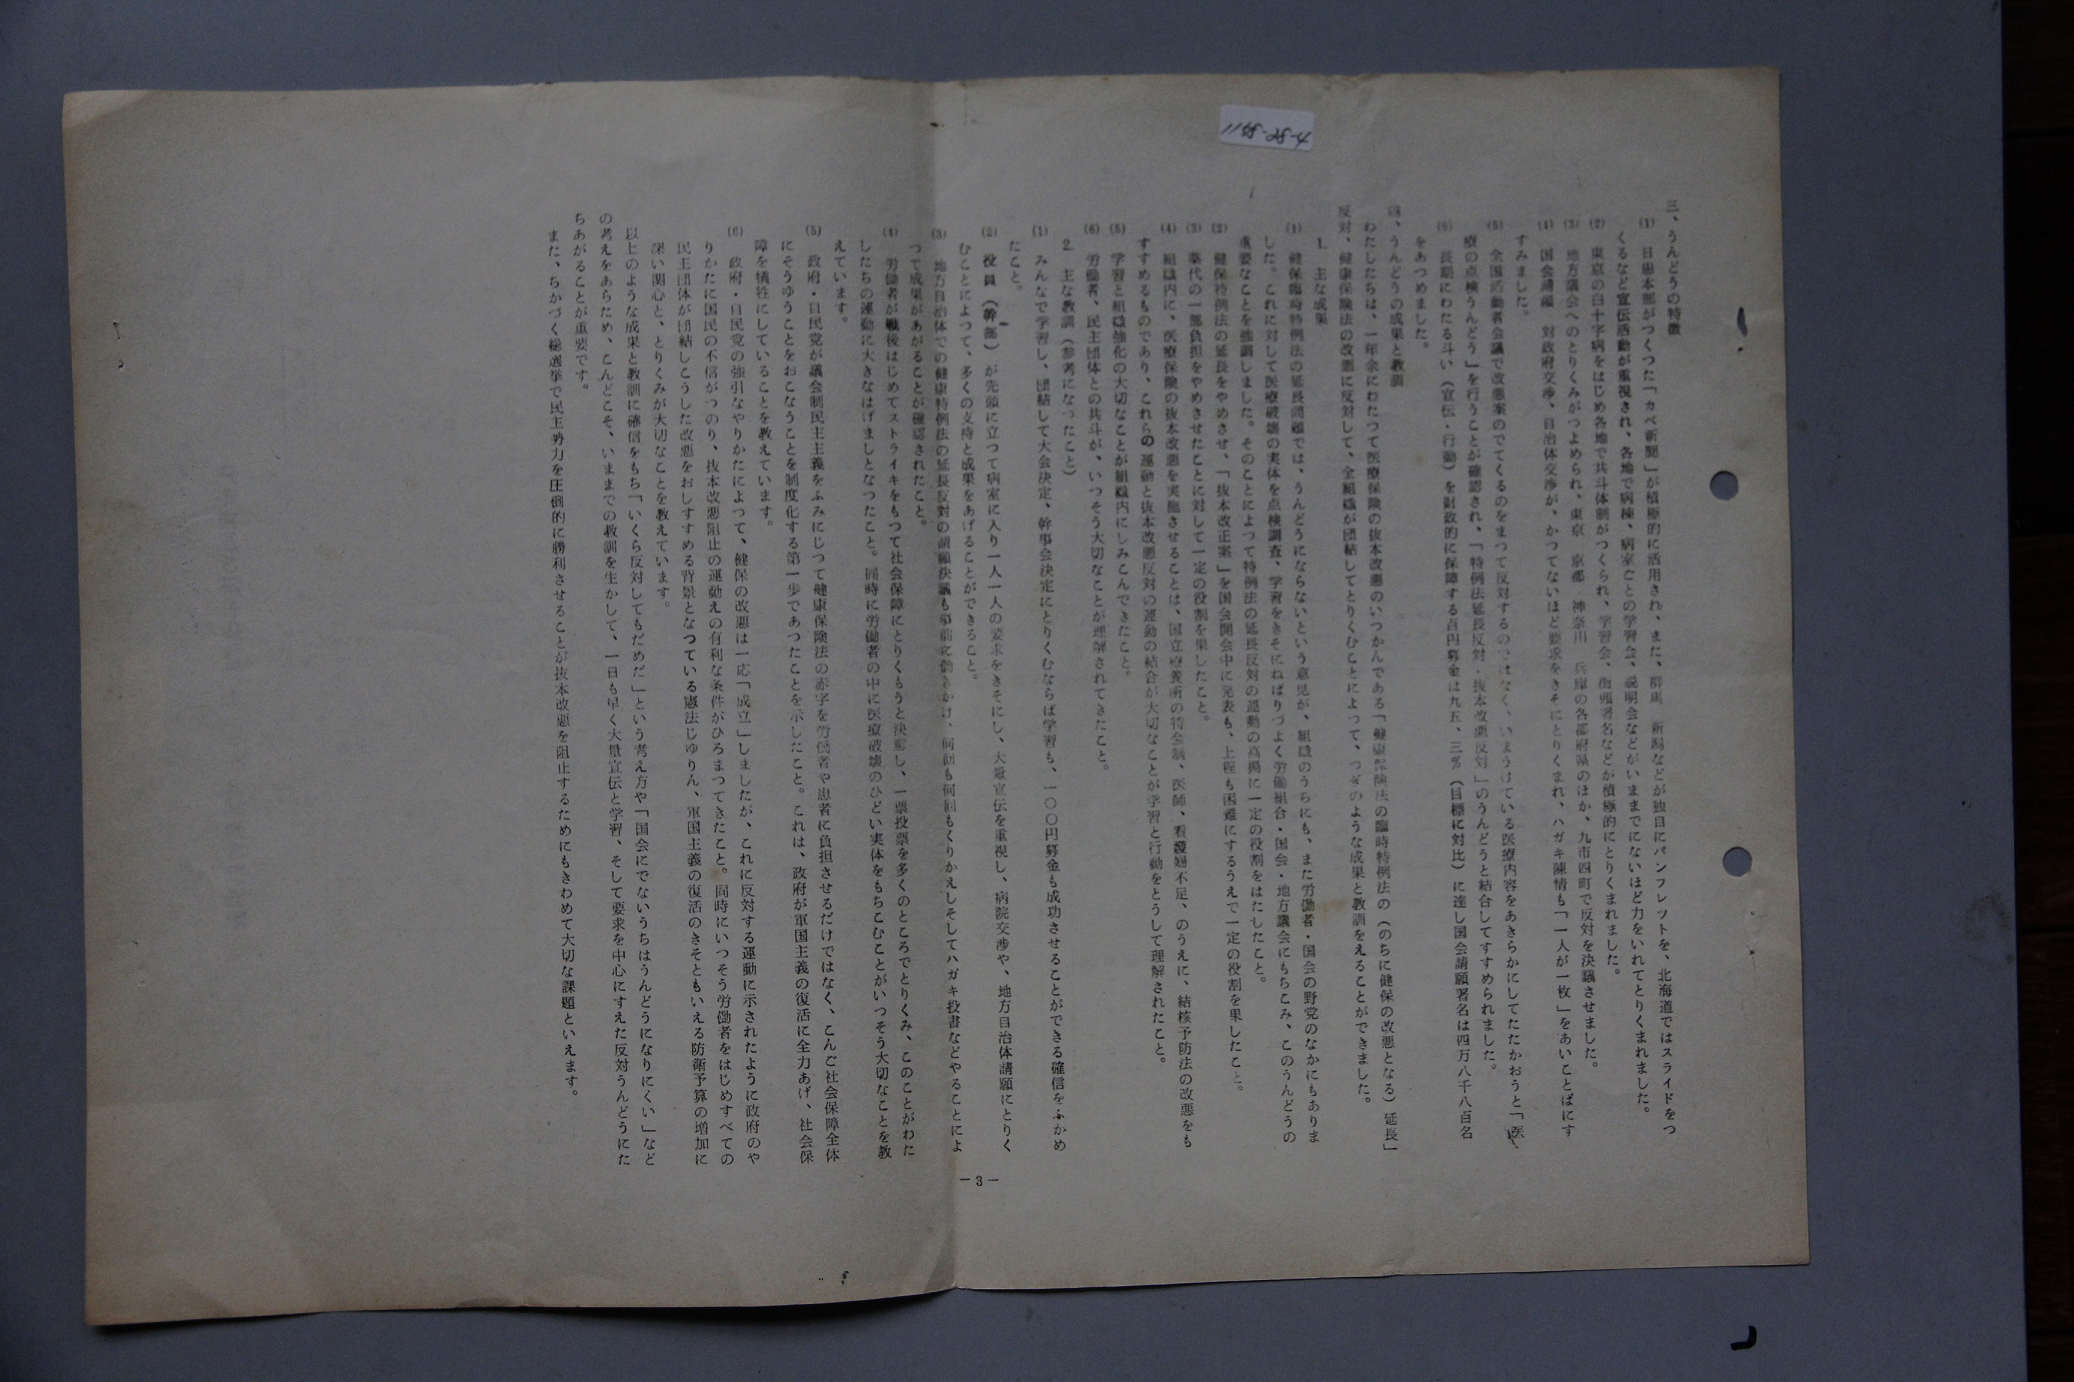 1148-28-4
三、うんどうの特徴
(1) 日患本部がつくつた「カベ新聞」が積極的に活用され、また、群馬 新潟などが独自にパンフレツトを、北海道ではスライドをつ
くるなど宣伝活動が重視され、各地で病棟、病室ごとの学習会、説明会などがいままでにないほど力をいれてとりくまれました。
(2) 東京の白十字病をはじめ各地で共斗体制がつくられ、学習会、街頭署名などが積極的にとりくまれました。
(3) 地方議会へのとりくみがつよめられ、東京 京都 神奈川 兵庫の各都府県のほか、九市四町で反対を決議させました。
(4) 国会請願 対政府交渉、自治体交渉が、かつてないほど要求をきそにとりくまれ、ハガキ陳情も「一人が一枚」をあいことばにす
すみました。
(5) 全国活動者会議で改悪案のでてくるのをまつて反対するのではなく、いまうけている医療内容をあきらかにしてたたかおうと「医
療の点検うんどう」を行うことが確認され、「特例法延長反対・抜本改悪反対」のうんどうと結合してすすめられました。
(6) 長期にわたる斗い（宣伝・行動）を財政的に保障する百円募金は九五、三％（目標に対比）に達し国会請願署名は四万八千八百名
をあつめました。
四、うんどうの成果と教訓
わたしたちは、一年余にわたつて医療保険の抜本改悪のいつかんである「健康保険法の臨時特例法の（のちに健保の改悪となる）延長」
反対、健康保険法の改悪に反対して、全組織が団結してとりくむことによつて、つぎのような成果と教訓をえることができました。
1. 主な成果
(1) 健保臨時特例法の延長問題では、うんどうにならないという意見が、組織のうちにも、また労働者・国会の野党のなかにもありま
した。これに対して医療破壊の実体を点検調査、学習をきそにねばりづよく労働組合・国会・地方議会にもちこみ、このうんどうの
重要なことを強調しました。そのことによつて特例法の延長反対の運動の高揚に一定の役割をはたしたこと。
(2) 健保特例法の延長をやめさせ、「抜本改正案」を国会開会中に発表も、上程も困難にするうえで一定の役割を果したこと。
(3) 薬代の一部負担をやめさせたことに対して一定の役割を果したこと。
(4) 組織内に、医療保険の抜本改悪を実施させることは、国立療養所の特会制、医師、看護婦不足、のうえに、結核予防法の改悪をも
すすめるものであり、これらの運動と抜本改悪反対の運動の結合が大切なことが学習と行動をとうして理解されたこと。
(5) 学習と組織強化の大切なことが組織内にしみこんできたこと。
(6) 労働者、民主団体との共斗が、いつそう大切なことが理解されてきたこと。
2. 主な教訓（参考になったこと）
(1) みんなで学習し、団結して大会決定、幹事会決定にとりくむならば学習も、一〇〇円募金も成功させることができる確信をふかめ
たこと。
(2) 役員（幹部）が先頭に立つて病室に入り一人一人の要求をきそにし、大量宣伝を重視し、病院交渉や、地方自治体請願にとりく
むことによつて、多くの支持と成果をあげることができること。
(3) 地方自治体での健康特例法の延長反対の請願決議も事前に働きかけ、何回も何回もくりかえしそしてハガキ投書などやることによ
つて成果があがることが確認されたこと。
(4) 労働者が戦後はじめてストライキをもつて社会保障にとりくもうと決意し、一票投票を多くのところでとりくみ、このことがわた
したちの運動に大きなはげましとなつたこと。同時に労働者の中に医療破壊のひどい実体をもちこむことがいつそう大切なことを教
えています。
(5) 政府・自民党が議会制民主主義をふみにじつて健康保険法の赤字を労働者や患者に負担させるだけではなく、こんご社会保障全体
にそうゆうことをおこなうことを制度化する第一歩であつたことを示したこと。これは、政府が軍国主義の復活に全力あげ、社会保
障を犠牲にしていることを教えています。
(6) 政府・自民党の強引なやりかたによつて、健保の改悪は一応「成立」しましたが、これに反対する運動に示されたように政府のや
りかたに国民の不信がつのり、抜本改悪阻止の運動えの有利な条件がひろまつてきたこと。同時にいつそう労働者をはじめすべての
民主団体が団結しこうした改悪をおしすすめる背景となつている憲法じゆりん、軍国主義の復活のきそともいえる防衛予算の増加に
深い関心と、とりくみが大切なことを教えています。
以上のような成果と教訓に確信をもち「いくら反対してもだめだ」という考え方や「国会にでないうちはうんどうになりにくい」など
の考えをあらため、こんどこそ、いままでの教訓を生かして、一日も早く大量宣伝と学習、そして要求を中心にすえた反対うんどうにた
ちあがることが重要です。
また、ちかづく総選挙で民主勢力を圧倒的に勝利させることが抜本改悪を阻止するためにもきわめて大切な課題といえます。
－3－